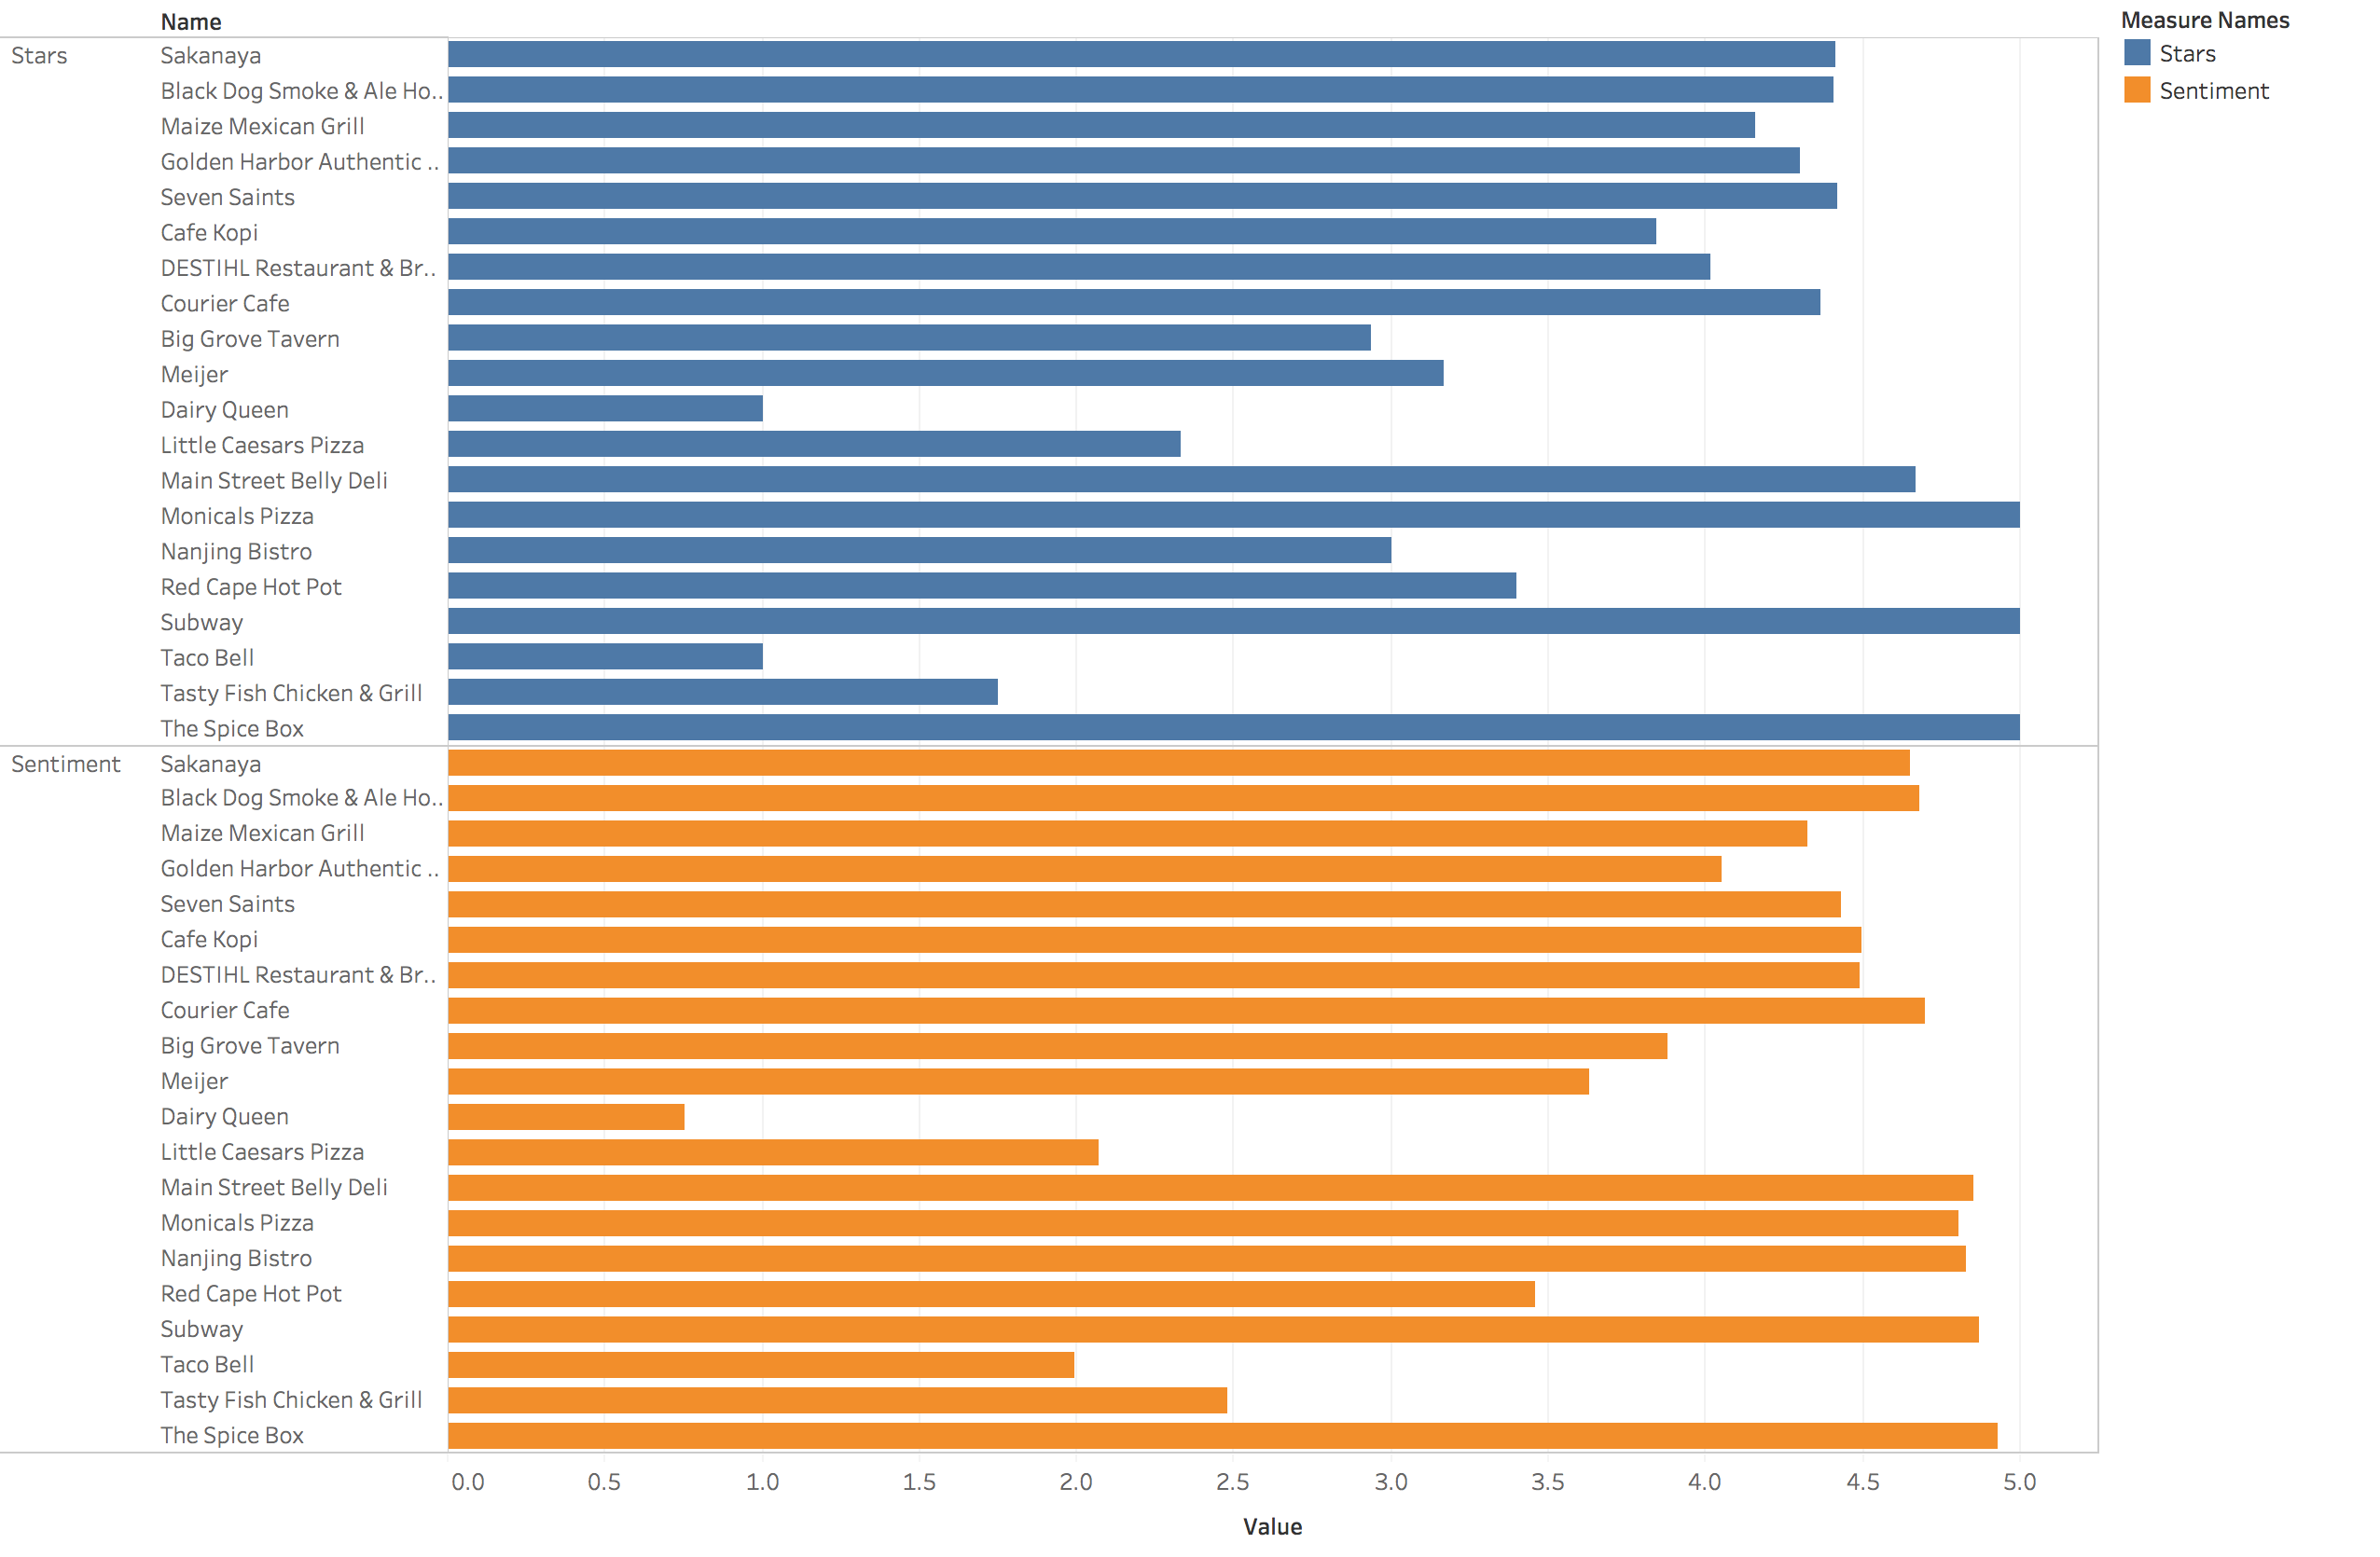 Name
Measure Names
Stars
Sentiment
Stars
Sakanaya
Black Dog Smoke & Ale Ho..
Maize Mexican Grill
Golden Harbor Authentic ..
Seven Saints
Cafe Kopi
DESTIHL Restaurant & Br..
Courier Cafe
Big Grove Tavern
Meijer
Dairy Queen
Little Caesars Pizza
Main Street Belly Deli
Monicals Pizza
Nanjing Bistro
Red Cape Hot Pot
Subway
Taco Bell
Tasty Fish Chicken & Grill
The Spice Box
Sentiment
Sakanaya
Black Dog Smoke & Ale Ho..
Maize Mexican Grill
Golden Harbor Authentic ..
Seven Saints
Cafe Kopi
DESTIHL Restaurant & Br..
Courier Cafe
Big Grove Tavern
Meijer
Dairy Queen
Little Caesars Pizza
Main Street Belly Deli
Monicals Pizza
Nanjing Bistro
Red Cape Hot Pot
Subway
Taco Bell
Tasty Fish Chicken & Grill
The Spice Box
0.0 0.5 1.0 1.5 2.0 2.5 3.0 3.5 4.0 4.5 5.0
Value